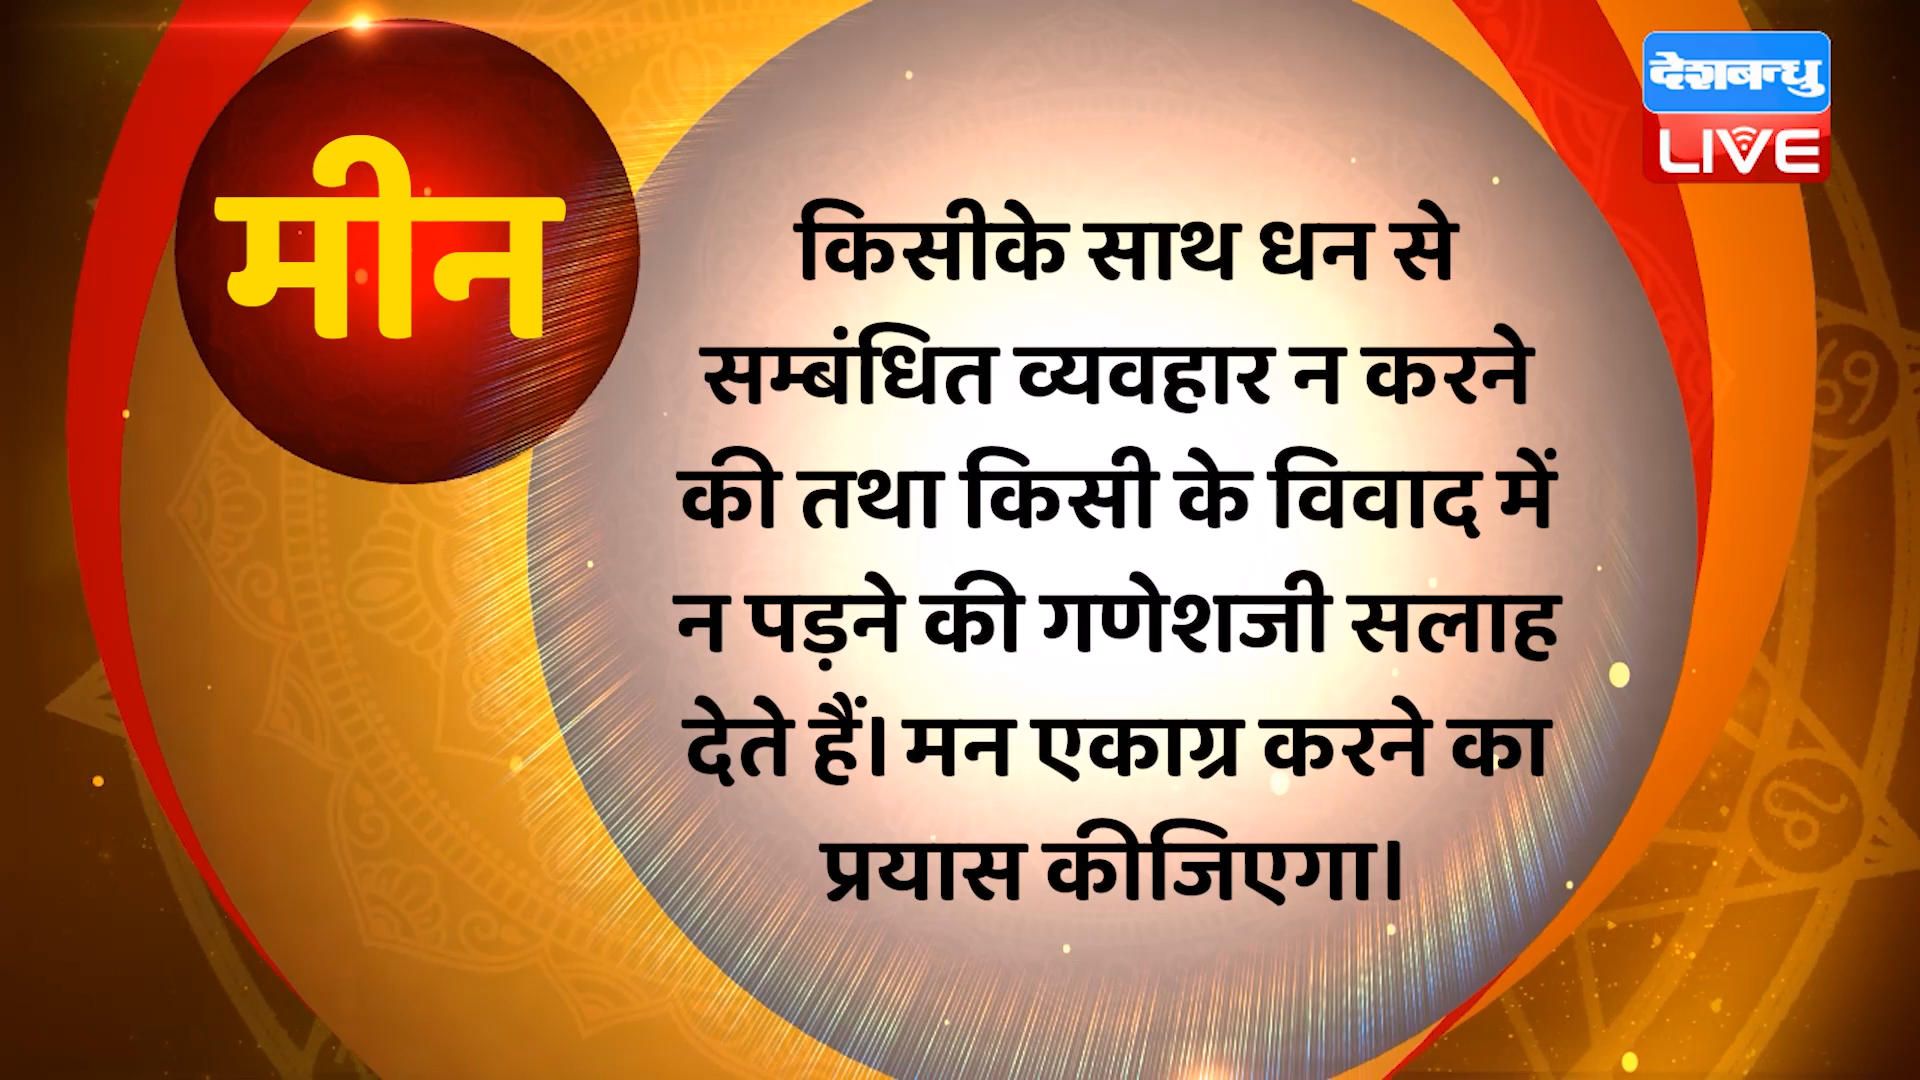 देशबन्धु
LIVE
मीन
किसीके साथ धन से
सम्बंधित व्यवहार न करने
की तथा किसी के विवाद में
न पड़ने की गणेशजी सलाह
देते हैं। मन एकाग्र करने का
प्रयास कीजिएगा।